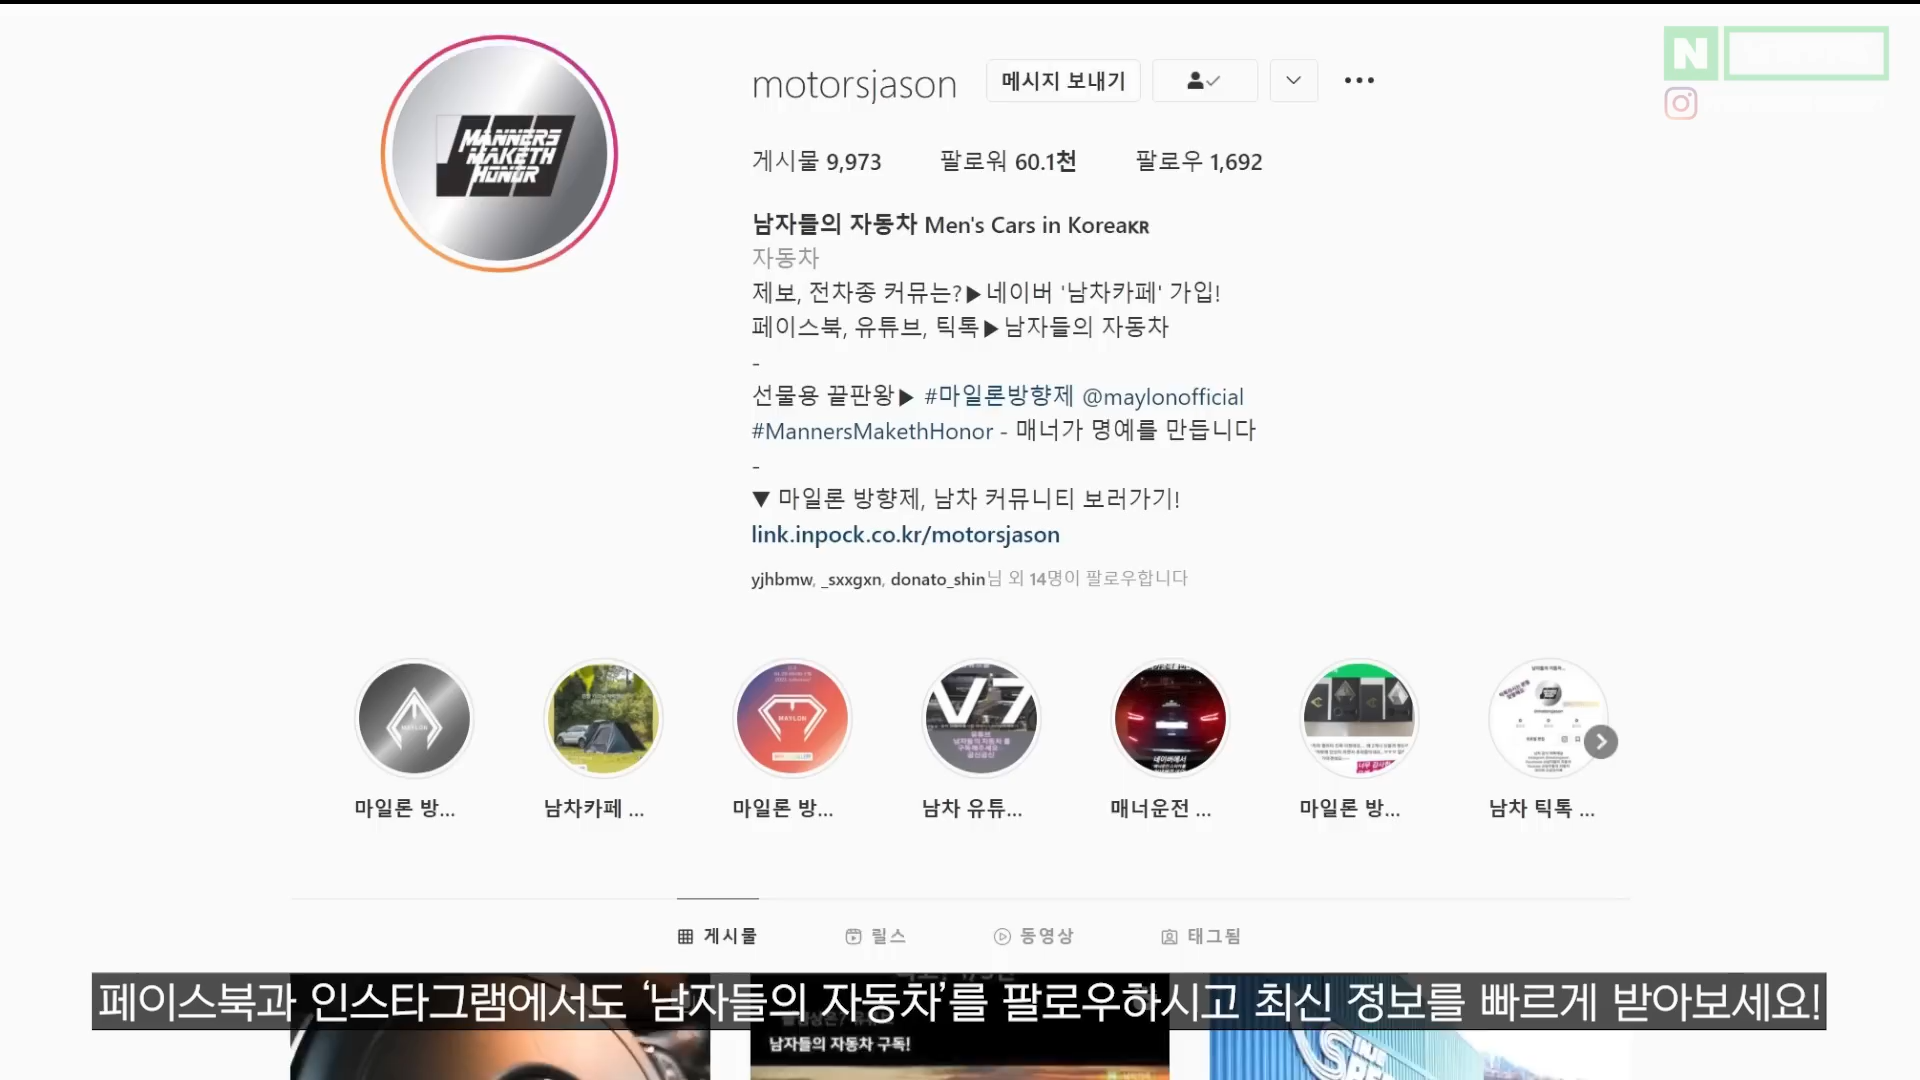 MANNERS
MAKETH
HONOR
motorsjason
메시지 보내기
게시물 9,973
팔로워 60.1천
팔로우 1,692
남자들의 자동차 Men's Cars in KoreaKR
자동차
제보, 전차종 커뮤는?▶네이버 '남차카페' 가입!
페이스북, 유튜브, 틱톡▶남자들의 자동차
-
선물용 끝판왕▶ #마일론방향제 @maylonofficial
#MannersMakethHonor - 매너가 명예를 만듭니다
-
▼ 마일론 방향제, 남차 커뮤니티 보러가기!
link.inpock.co.kr/motorsjason
yjhbmw, _sxxgxn, donato_shin님 외 14명이 팔로우합니다
N
MAYLON
MAYLON
V7
마일론 방...
남차카페 ...
마일론 방...
남차 유튜...
매너운전 ...
마일론 방...
남차 틱톡 ...
게시물
릴스
동영상
태그됨
페이스북과 인스타그램에서도 ‘남자들의 자동차’를 팔로우하시고 최신 정보를 빠르게 받아보세요!
남자들의 자동차 구독!